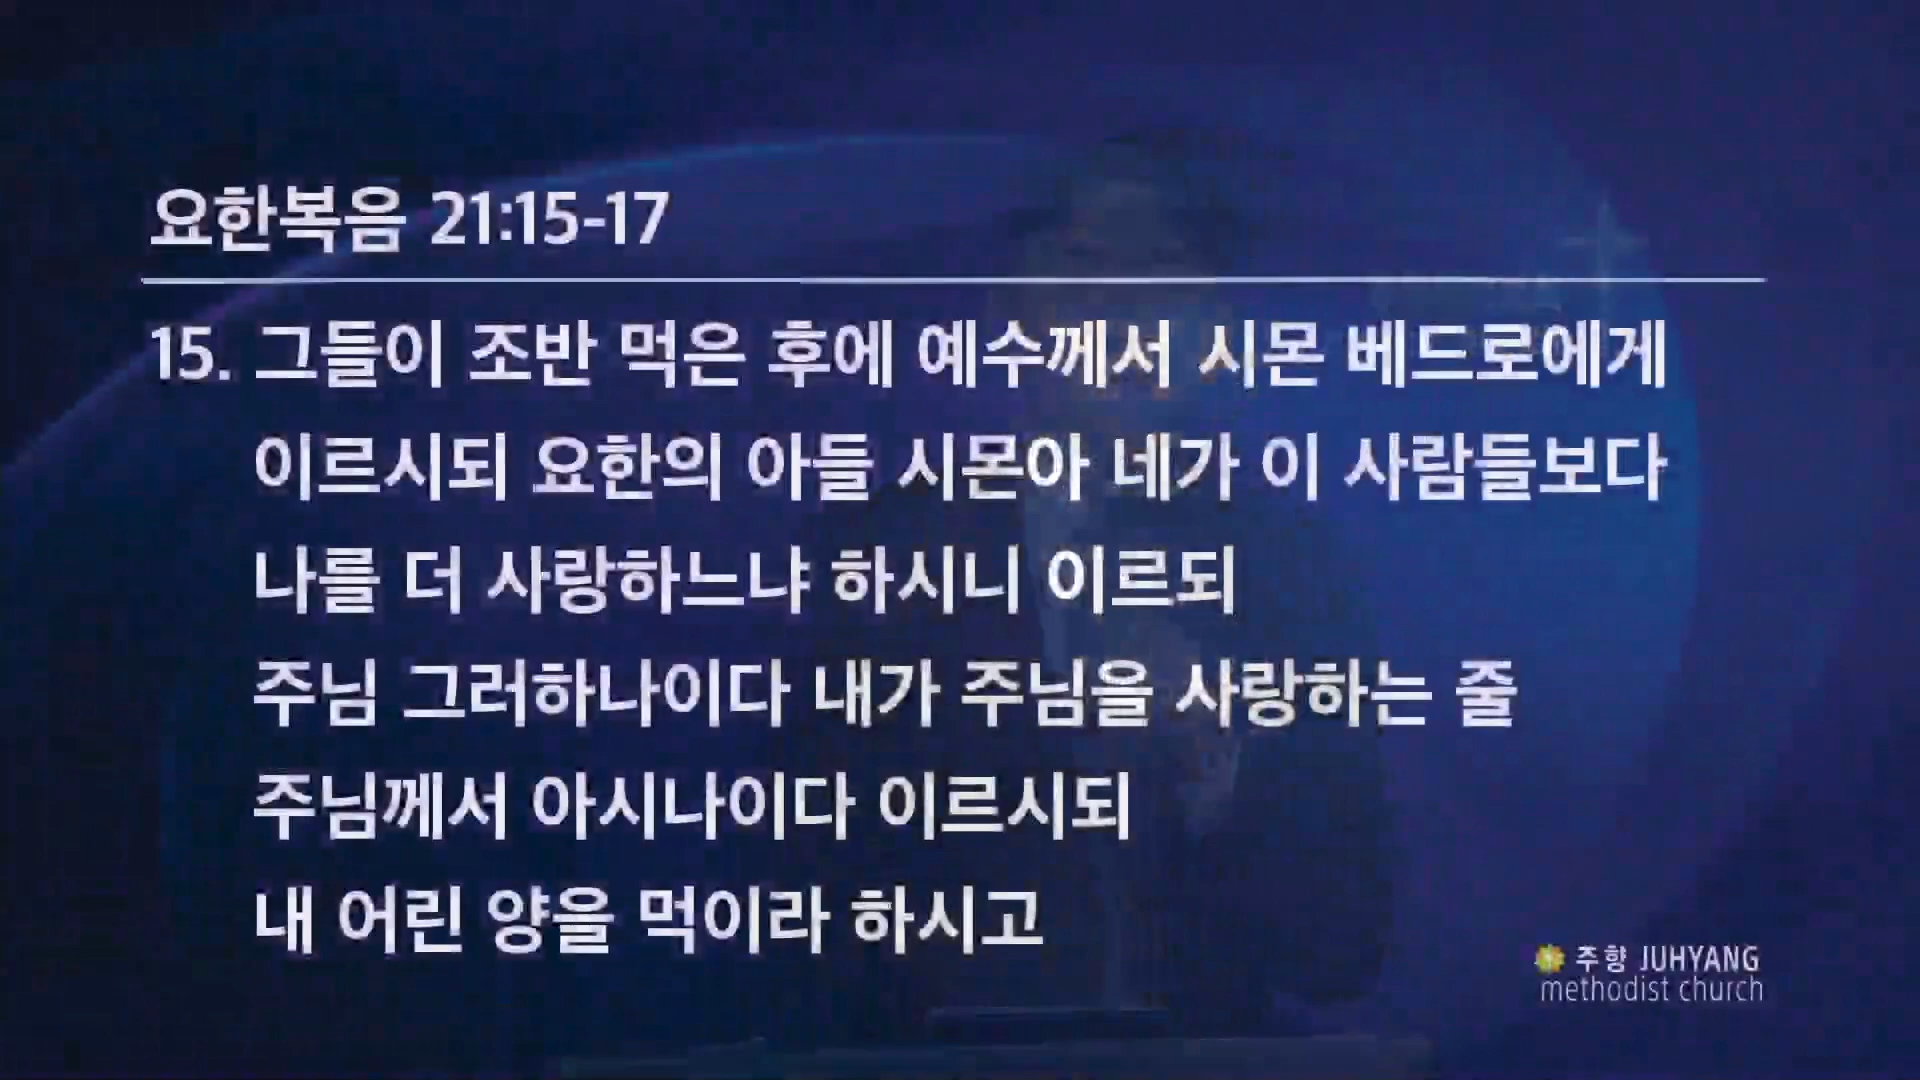 요한복음 21:15-17
15. 그들이 조반 먹은 후에 예수께서 시몬 베드로에게
이르시되 요한의 아들 시몬아 네가 이 사람들보다
나를 더 사랑하느냐 하시니 이르되
주님 그러하나이다 내가 주님을 사랑하는 줄
주님께서 아시나이다 이르시되
내 어린 양을 먹이라 하시고
주향 JUHYANG
methodist church